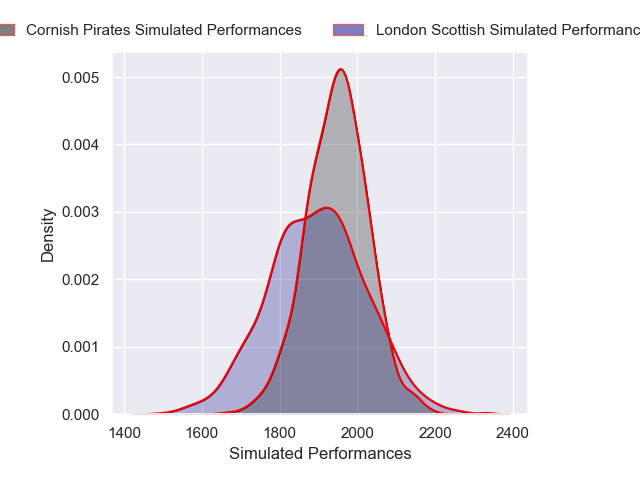 Cornish Pirates Simulated Performances London Scottish Simulated Performanc
0.005
0.004
0.003
0.002
0.001
0.000
Density
1400 1600 1800 2000 2200 2400
Simulated Performances